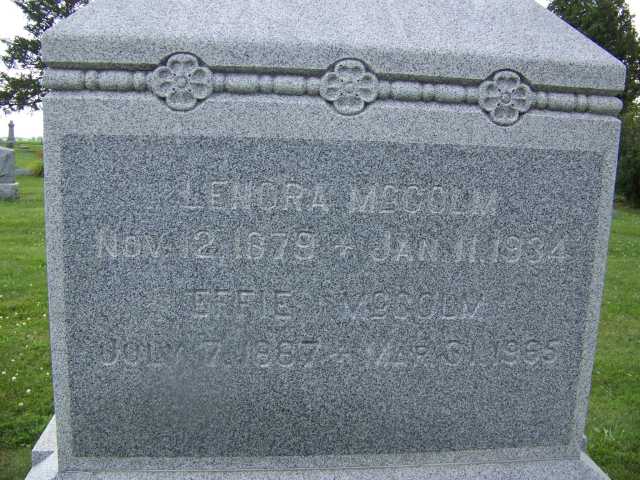 LENORA McCOLM
NOV. 12, 1879 + JAN. 11, 1934
EFFIE McCOLM
JULY 7, 1887 + MAR. 31, 1965